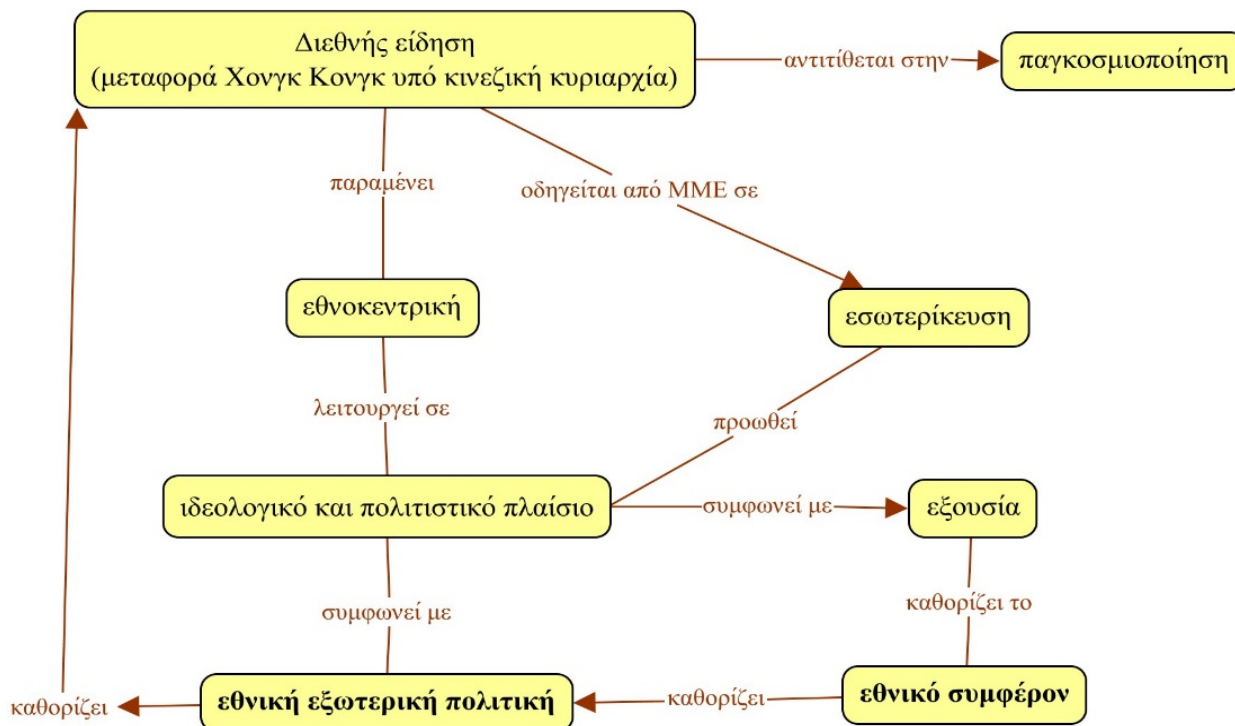 Διεθνής είδηση
(μεταφορά Χονγκ Κονγκ υπό κινεζική κυριαρχία)
αντιτίθεται στην
παγκοσμιοποίηση
παραμένει
οδηγείται από ΜΜΕ σε
εθνοκεντρική
εσωτερίκευση
λειτουργεί σε
προωθεί
ιδεολογικό και πολιτιστικό πλαίσιο
συμφωνεί με
εξουσία
συμφωνεί με
καθορίζει το
καθορίζει
εθνική εξωτερική πολιτική
καθορίζει
εθνικό συμφέρον